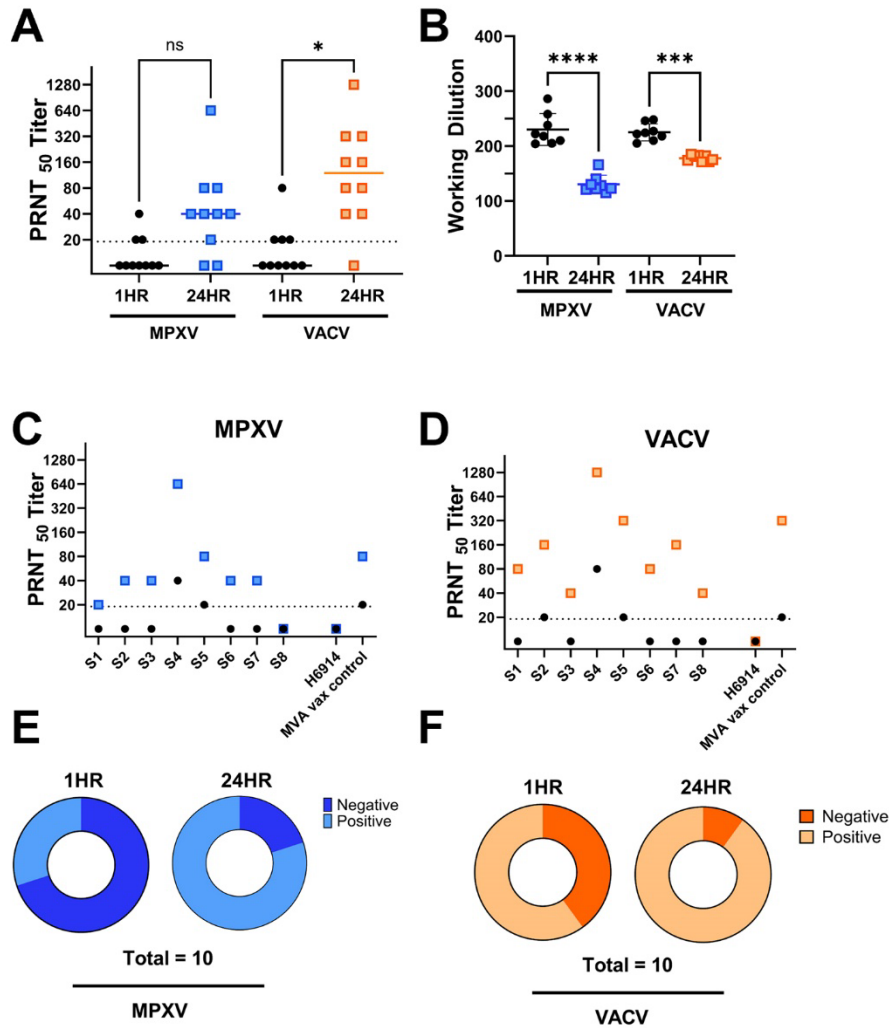 A
PRNT 50 Titer
1280
640
320
160
80
40
20
ns
*
1HR
24HR
1HR
24HR
MPXV
VACV
B
Working Dilution
400
300
200
100
0
****
***
1HR 24HR
1HR 24HR
MPXV
VACV
C
MPXV
PRNT 50 Titer
1280
640
320
160
80
40
20
S1
S2
S3
S4
S5
S6
S7
S8
H6914
MVA vax control
D
VACV
PRNT 50 Titer
1280
640
320
160
80
40
20
S1
S2
S3
S4
S5
S6
S7
S8
H6914
MVA vax control
E
1HR
24HR
Negative
Positive
Total = 10
MPXV
F
1HR
24HR
Negative
Positive
Total = 10
VACV